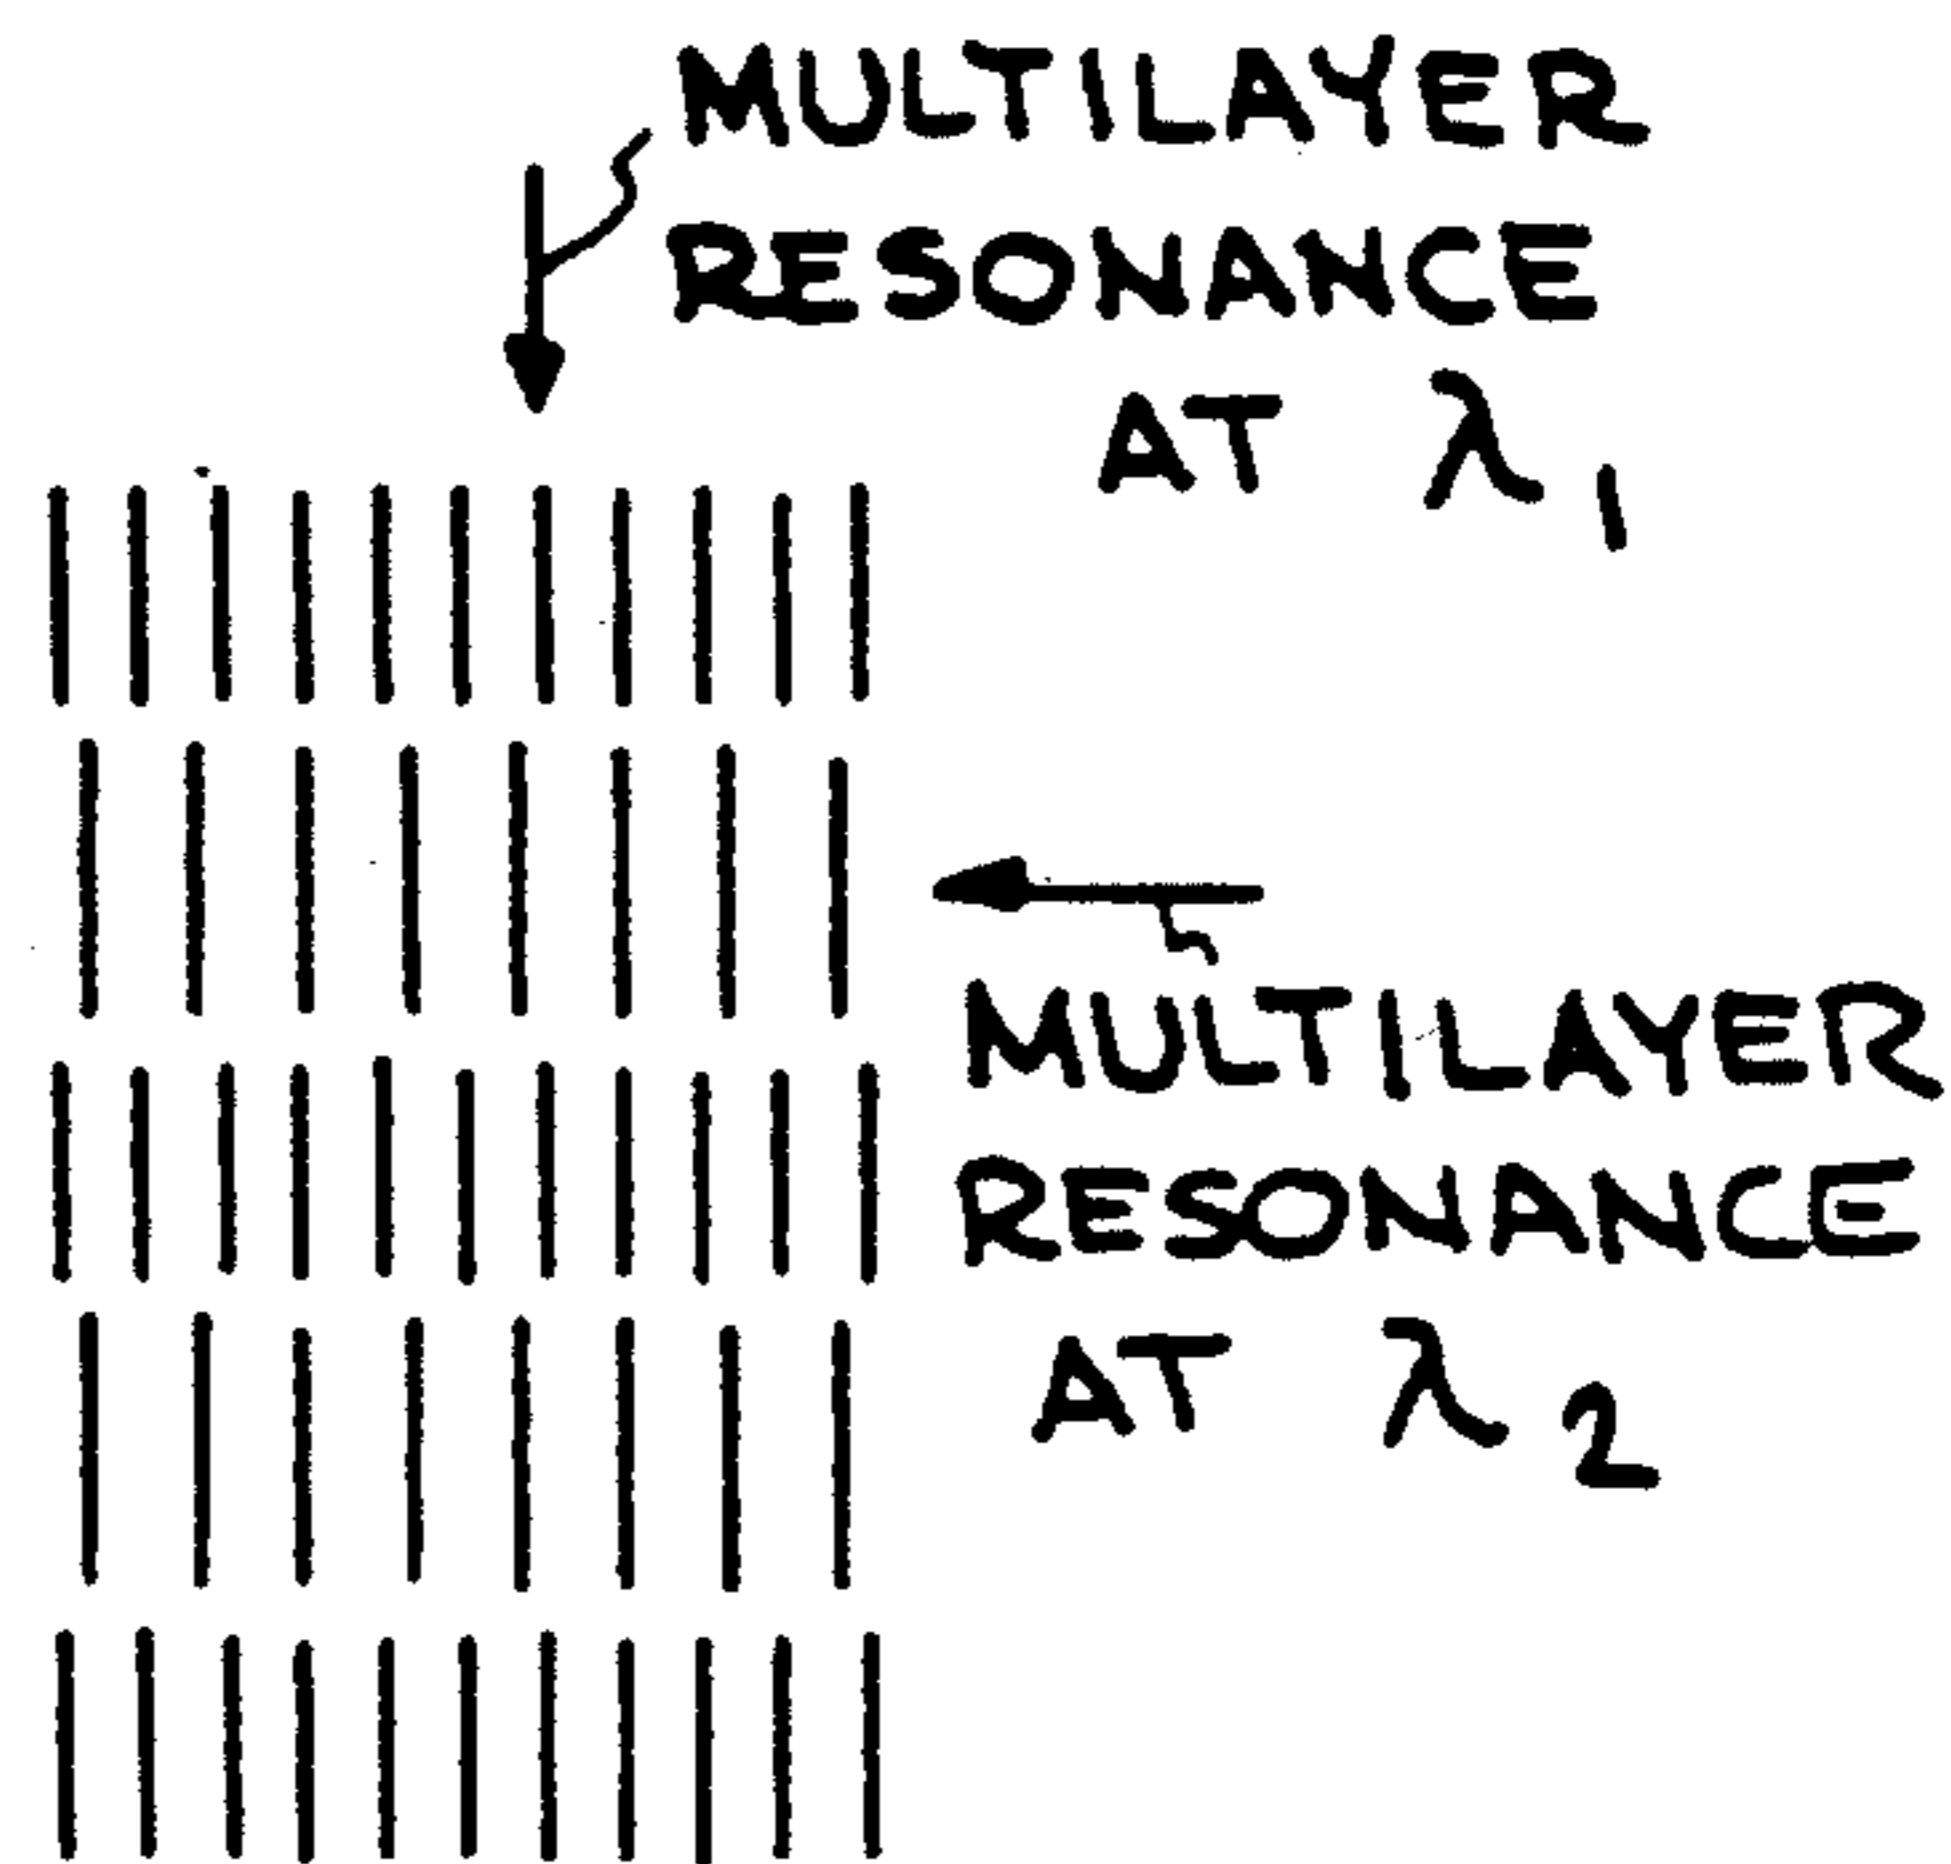 MULTILAYER
RESONANCE
AT λ₁
MULTILAYER
RESONANCE
AT λ₂